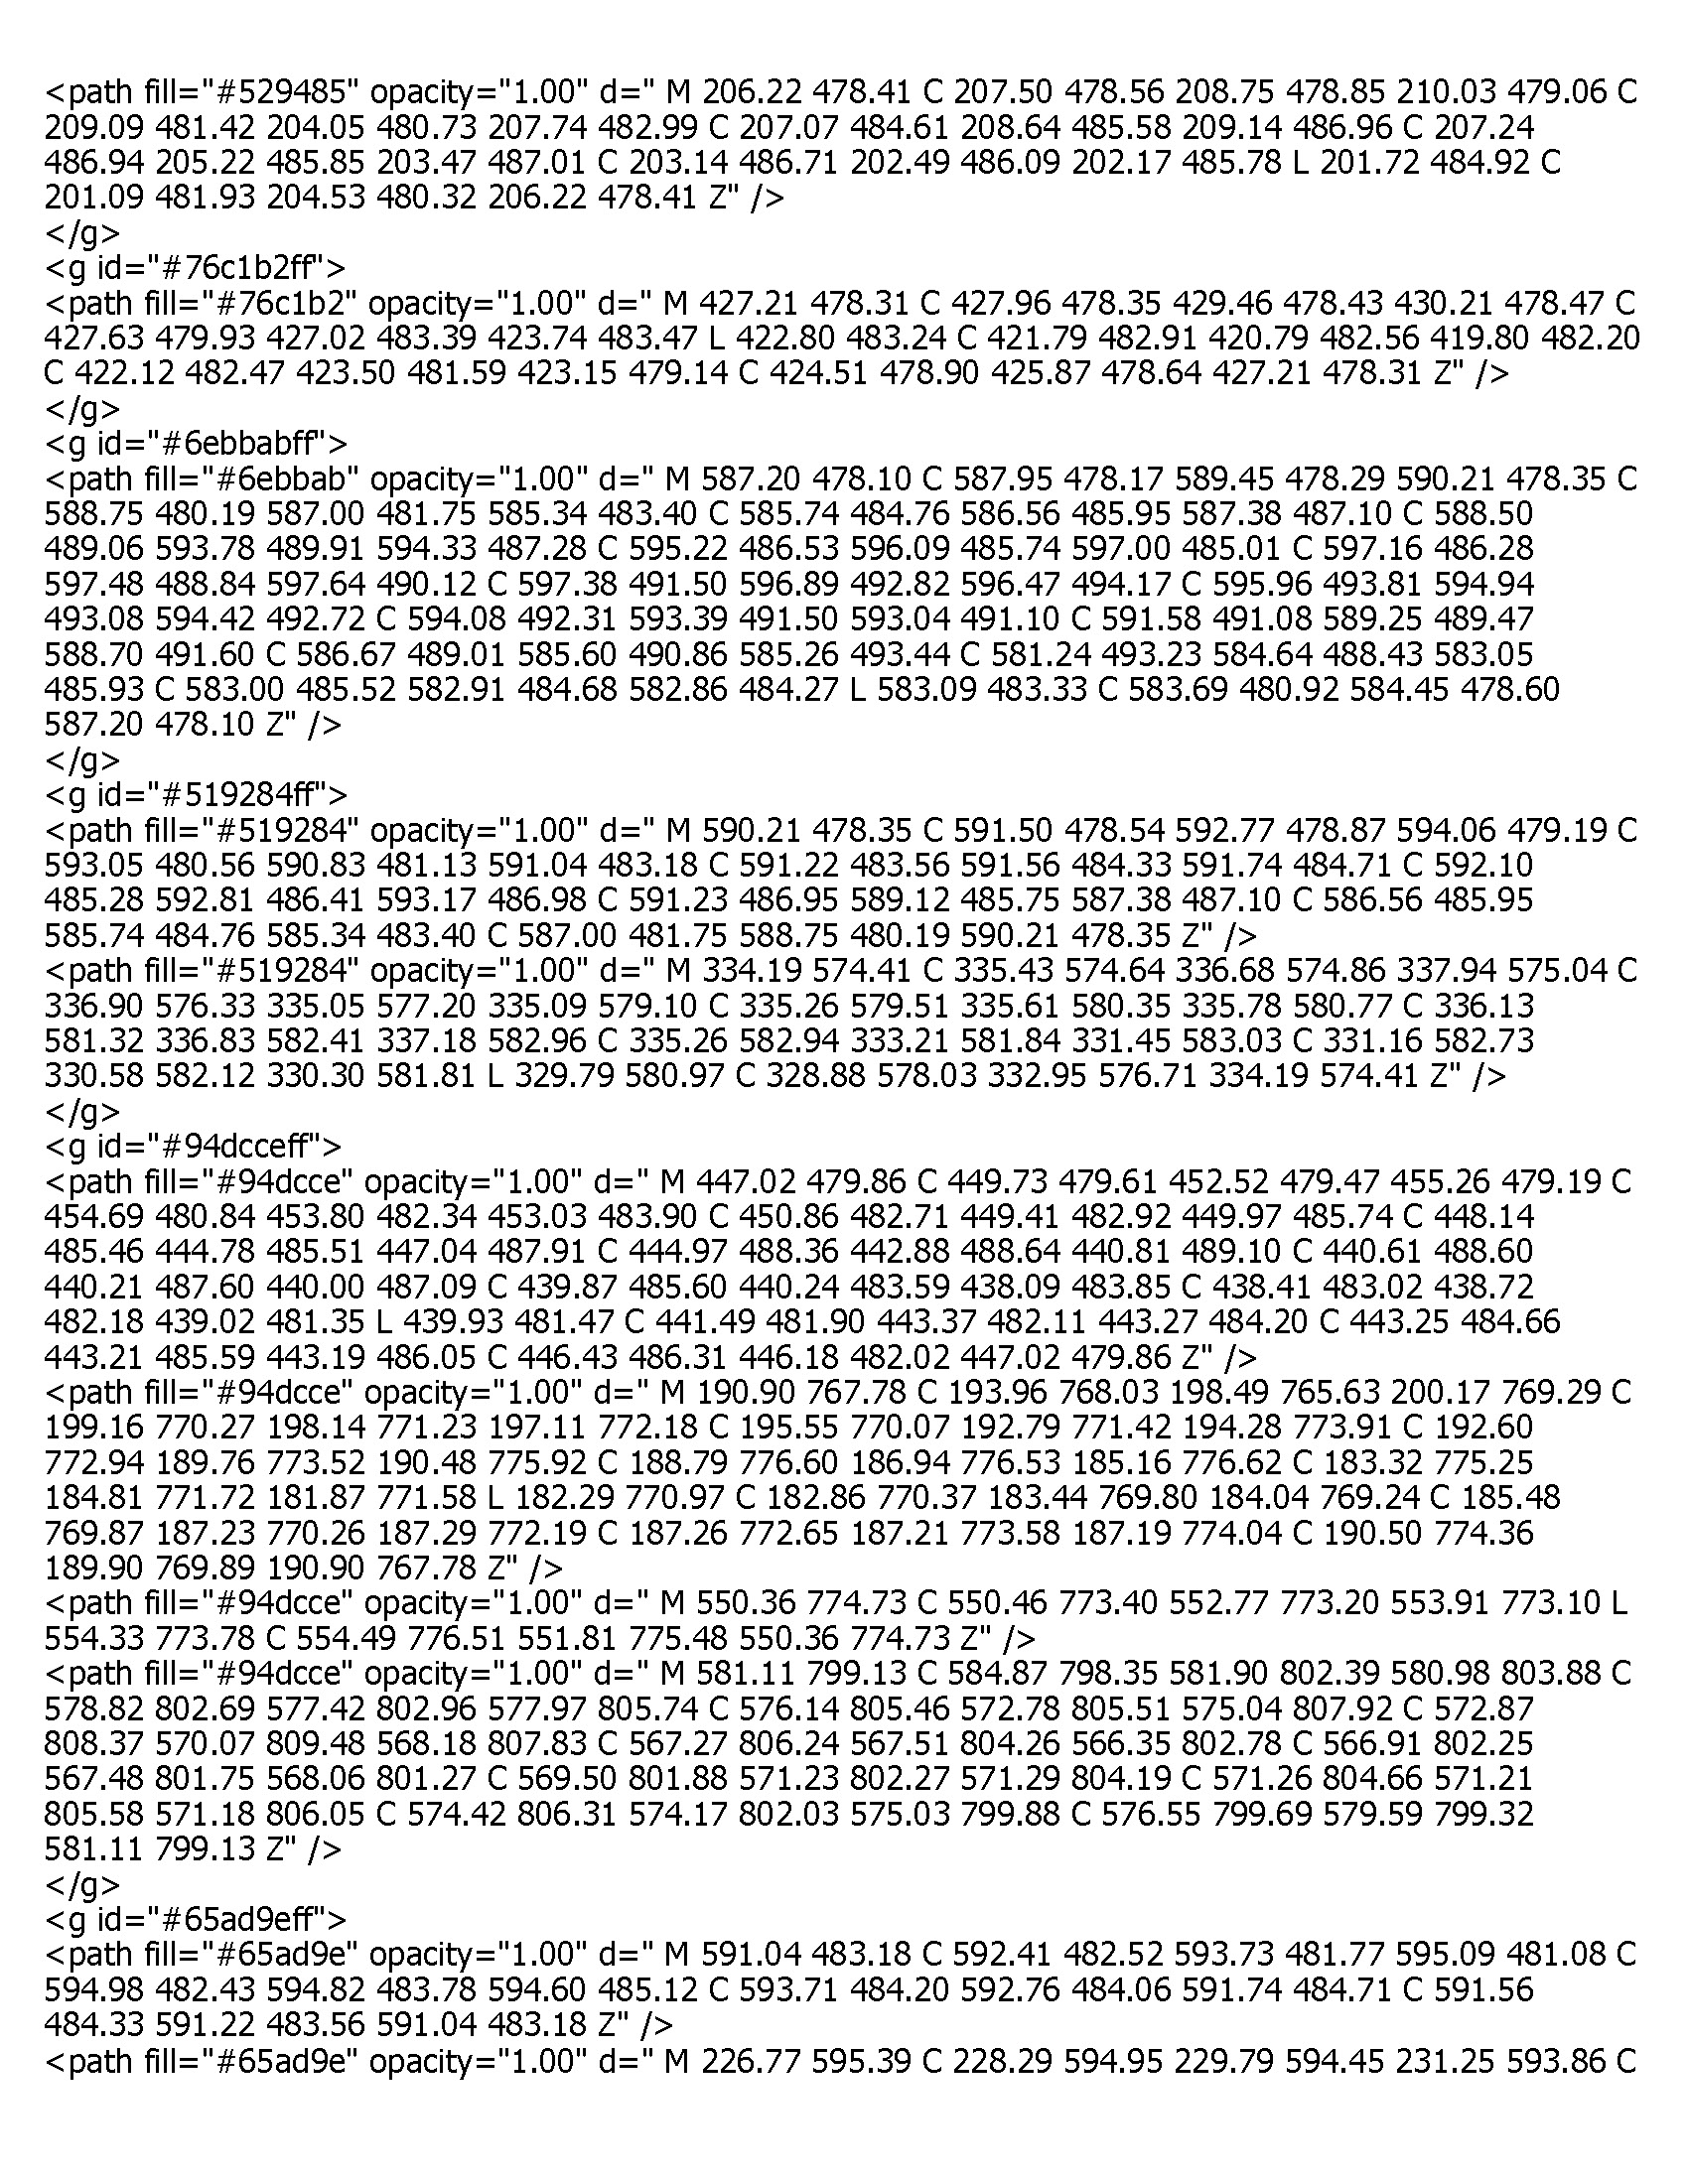 <path fill="#529485" opacity="1.00" d=" M 206.22 478.41 C 207.50 478.56 208.75 478.85 210.03 479.06 C
209.09 481.42 204.05 480.73 207.74 482.99 C 207.07 484.61 208.64 485.58 209.14 486.96 C 207.24
486.94 205.22 485.85 203.47 487.01 C 203.14 486.71 202.49 486.09 202.17 485.78 L 201.72 484.92 C
201.09 481.93 204.53 480.32 206.22 478.41 Z" />
</g>
<g id="#76c1b2ff">
<path fill="#76c1b2" opacity="1.00" d=" M 427.21 478.31 C 427.96 478.35 429.46 478.43 430.21 478.47 C
427.63 479.93 427.02 483.39 423.74 483.47 L 422.80 483.24 C 421.79 482.91 420.79 482.56 419.80 482.20
C 422.12 482.47 423.50 481.59 423.15 479.14 C 424.51 478.90 425.87 478.64 427.21 478.31 Z" />
</g>
<g id="#6ebbabff">
<path fill="#6ebbab" opacity="1.00" d=" M 587.20 478.10 C 587.95 478.17 589.45 478.29 590.21 478.35 C
588.75 480.19 587.00 481.75 585.34 483.40 C 585.74 484.76 586.56 485.95 587.38 487.10 C 588.50
489.06 593.78 489.91 594.33 487.28 C 595.22 486.53 596.09 485.74 597.00 485.01 C 597.16 486.28
597.48 488.84 597.64 490.12 C 597.38 491.50 596.89 492.82 596.47 494.17 C 595.96 493.81 594.94
493.08 594.42 492.72 C 594.08 492.31 593.39 491.50 593.04 491.10 C 591.58 491.08 589.25 489.47
588.70 491.60 C 586.67 489.01 585.60 490.86 585.26 493.44 C 581.24 493.23 584.64 488.43 583.05
485.93 C 583.00 485.52 582.91 484.68 582.86 484.27 L 583.09 483.33 C 583.69 480.92 584.45 478.60
587.20 478.10 Z" />
</g>
<g id="#519284ff">
<path fill="#519284" opacity="1.00" d=" M 590.21 478.35 C 591.50 478.54 592.77 478.87 594.06 479.19 C
593.05 480.56 590.83 481.13 591.04 483.18 C 591.22 483.56 591.56 484.33 591.74 484.71 C 592.10
485.28 592.81 486.41 593.17 486.98 C 591.23 486.95 589.12 485.75 587.38 487.10 C 586.56 485.95
585.74 484.76 585.34 483.40 C 587.00 481.75 588.75 480.19 590.21 478.35 Z" />
<path fill="#519284" opacity="1.00" d=" M 334.19 574.41 C 335.43 574.64 336.68 574.86 337.94 575.04 C
336.90 576.33 335.05 577.20 335.09 579.10 C 335.26 579.51 335.61 580.35 335.78 580.77 C 336.13
581.32 336.83 582.41 337.18 582.96 C 335.26 582.94 333.21 581.84 331.45 583.03 C 331.16 582.73
330.58 582.12 330.30 581.81 L 329.79 580.97 C 328.88 578.03 332.95 576.71 334.19 574.41 Z" />
</g>
<g id="#94dcceff">
<path fill="#94dcce" opacity="1.00" d=" M 447.02 479.86 C 449.73 479.61 452.52 479.47 455.26 479.19 C
454.69 480.84 453.80 482.34 453.03 483.90 C 450.86 482.71 449.41 482.92 449.97 485.74 C 448.14
485.46 444.78 485.51 447.04 487.91 C 444.97 488.36 442.88 488.64 440.81 489.10 C 440.61 488.60
440.21 487.60 440.00 487.09 C 439.87 485.60 440.24 483.59 438.09 483.85 C 438.41 483.02 438.72
482.18 439.02 481.35 L 439.93 481.47 C 441.49 481.90 443.37 482.11 443.27 484.20 C 443.25 484.66
443.21 485.59 443.19 486.05 C 446.43 486.31 446.18 482.02 447.02 479.86 Z" />
<path fill="#94dcce" opacity="1.00" d=" M 190.90 767.78 C 193.96 768.03 198.49 765.63 200.17 769.29 C
199.16 770.27 198.14 771.23 197.11 772.18 C 195.55 770.07 192.79 771.42 194.28 773.91 C 192.60
772.94 189.76 773.52 190.48 775.92 C 188.79 776.60 186.94 776.53 185.16 776.62 C 183.32 775.25
184.81 771.72 181.87 771.58 L 182.29 770.97 C 182.86 770.37 183.44 769.80 184.04 769.24 C 185.48
769.87 187.23 770.26 187.29 772.19 C 187.26 772.65 187.21 773.58 187.19 774.04 C 190.50 774.36
189.90 769.89 190.90 767.78 Z" />
<path fill="#94dcce" opacity="1.00" d=" M 550.36 774.73 C 550.46 773.40 552.77 773.20 553.91 773.10 L
554.33 773.78 C 554.49 776.51 551.81 775.48 550.36 774.73 Z" />
<path fill="#94dcce" opacity="1.00" d=" M 581.11 799.13 C 584.87 798.35 581.90 802.39 580.98 803.88 C
578.82 802.69 577.42 802.96 577.97 805.74 C 576.14 805.46 572.78 805.51 575.04 807.92 C 572.87
808.37 570.07 809.48 568.18 807.83 C 567.27 806.24 567.51 804.26 566.35 802.78 C 566.91 802.25
567.48 801.75 568.06 801.27 C 569.50 801.88 571.23 802.27 571.29 804.19 C 571.26 804.66 571.21
805.58 571.18 806.05 C 574.42 806.31 574.17 802.03 575.03 799.88 C 576.55 799.69 579.59 799.32
581.11 799.13 Z" />
</g>
<g id="#65ad9eff">
<path fill="#65ad9e" opacity="1.00" d=" M 591.04 483.18 C 592.41 482.52 593.73 481.77 595.09 481.08 C
594.98 482.43 594.82 483.78 594.60 485.12 C 593.71 484.20 592.76 484.06 591.74 484.71 C 591.56
484.33 591.22 483.56 591.04 483.18 Z" />
<path fill="#65ad9e" opacity="1.00" d=" M 226.77 595.39 C 228.29 594.95 229.79 594.45 231.25 593.86 C